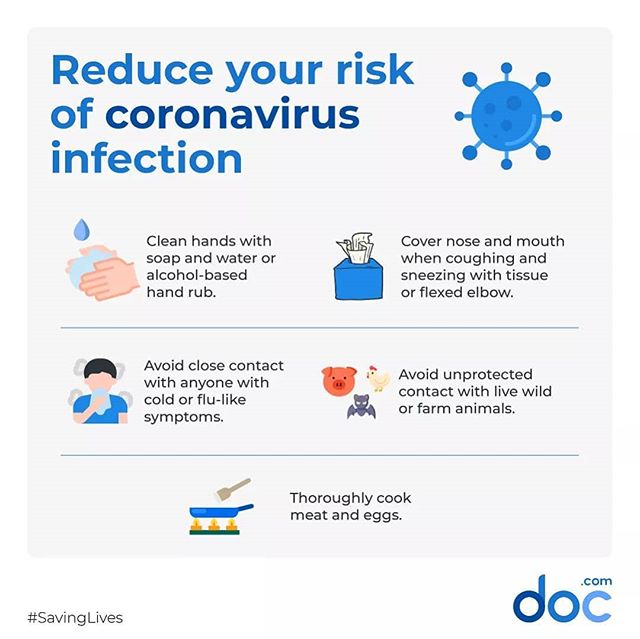 Reduce your risk
of coronavirus
infection
Clean hands with
soap and water or
alcohol-based
hand rub.
Cover nose and mouth
when coughing and
sneezing with tissue
or flexed elbow.
Avoid close contact
with anyone with
cold or flu-like
symptoms.
Avoid unprotected
contact with live wild
or farm animals.
Thoroughly cook
meat and eggs.
#SavingLives
doc.com